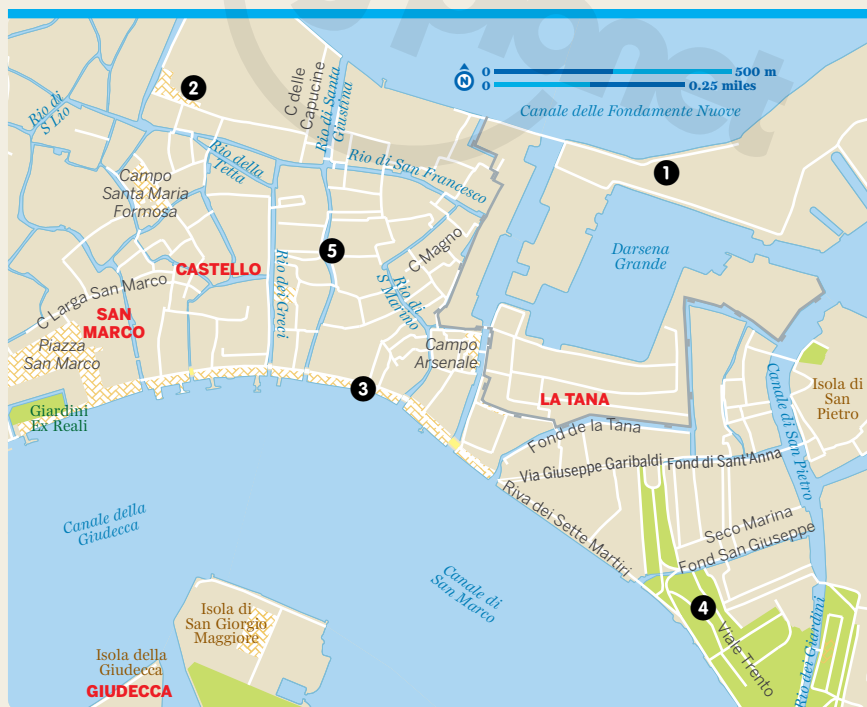 planet
0 500 m
N
0 0.25 miles
Canale delle Fondamente Nuove
2
C delle
Capucine
Rio di Santa
Giustina
Rio di
S Lio
Rio della
Tetta
Rio di San Francesco
1
Campo
Santa Maria
Formosa
5
C Magno
Darsena
Grande
CASTELLO
Rio dei Greci
Rio di
S Marino
C Larga San Marco
SAN
MARCO
Piazza
San Marco
Campo
Arsenale
3
LA TANA
Canale di San Pietro
Isola di
San
Pietro
Giardini
Ex Reali
Fond de la Tana
Via Giuseppe Garibaldi
Fond di Sant'Anna
Riva dei Sette Martiri
Seco Marina
Fond San Giuseppe
Canale della
Giudecca
Canale di
San Marco
4
Viale Trento
Rio dei Giardini
Isola di
San Giorgio
Maggiore
Isola della
Giudecca
GIUDECCA